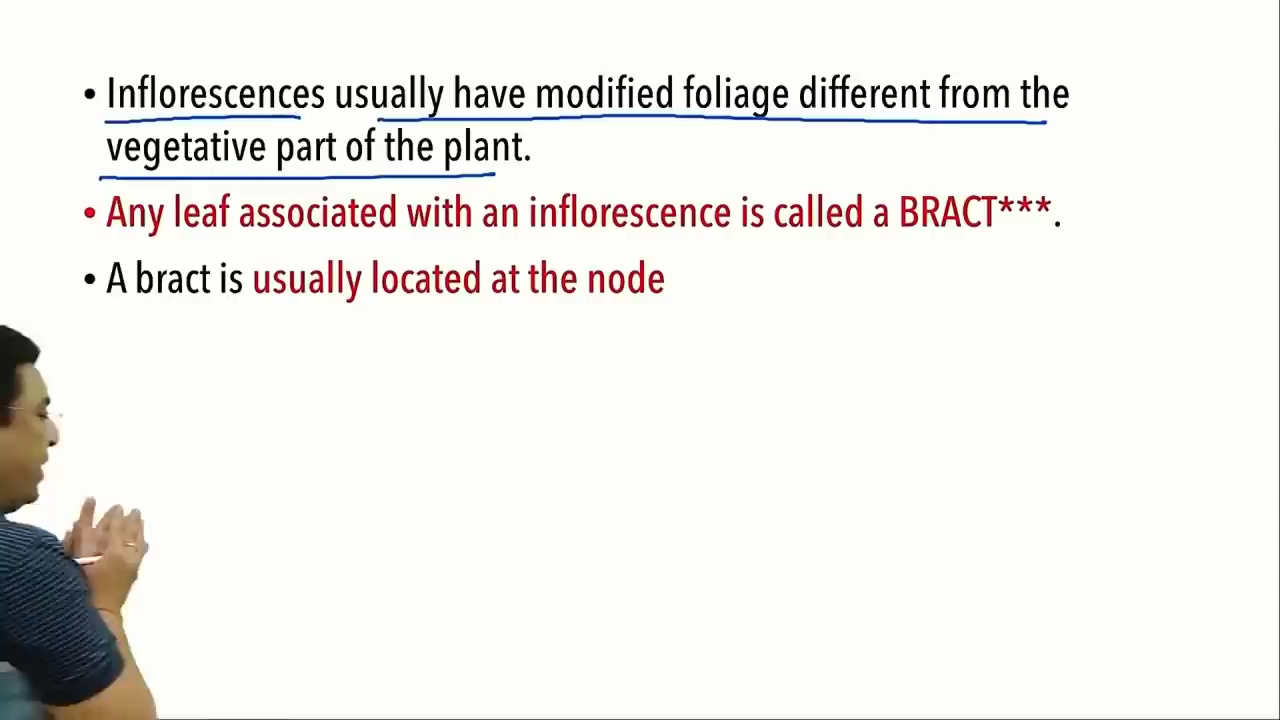 • Inflorescences usually have modified foliage different from the
vegetative part of the plant.
• Any leaf associated with an inflorescence is called a BRACT***.
• A bract is usually located at the node